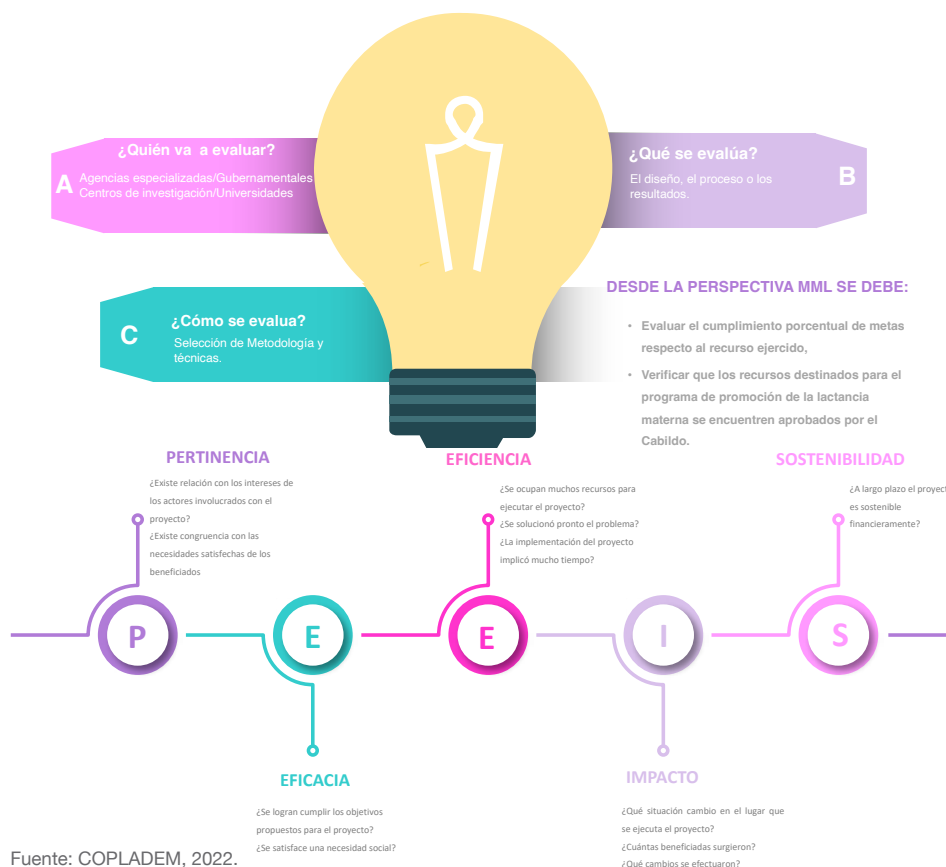 ¿Quién va a evaluar?
A
Agencias especializadas/Gubernamentales
Centros de investigación/Universidades
¿Qué se evalúa?
El diseño, el proceso o los
resultados.
B
C
¿Cómo se evalua?
Selección de Metodología y
técnicas.
DESDE LA PERSPECTIVA MML SE DEBE:
• Evaluar el cumplimiento porcentual de metas
respecto al recurso ejercido,
• Verificar que los recursos destinados para el
programa de promoción de la lactancia
materna se encuentren aprobados por el
Cabildo.
PERTINENCIA
¿Existe relación con los intereses de
los actores involucrados con el
proyecto?
¿Existe congruencia con las
necesidades satisfechas de los
beneficiados
EFICIENCIA
¿Se ocupan muchos recursos para
ejecutar el proyecto?
¿Se solucionó pronto el problema?
¿La implementación del proyecto
implicó mucho tiempo?
SOSTENIBILIDAD
¿A largo plazo el proyect
es sostenible
financieramente?
P
E
E
I
S
EFICACIA
¿Se logran cumplir los objetivos
propuestos para el proyecto?
¿Se satisface una necesidad social?
IMPACTO
¿Qué situación cambio en el lugar que
se ejecuta el proyecto?
¿Cuántas beneficiadas surgieron?
¿Qué cambios se efectuaron?
Fuente: COPLADEM, 2022.